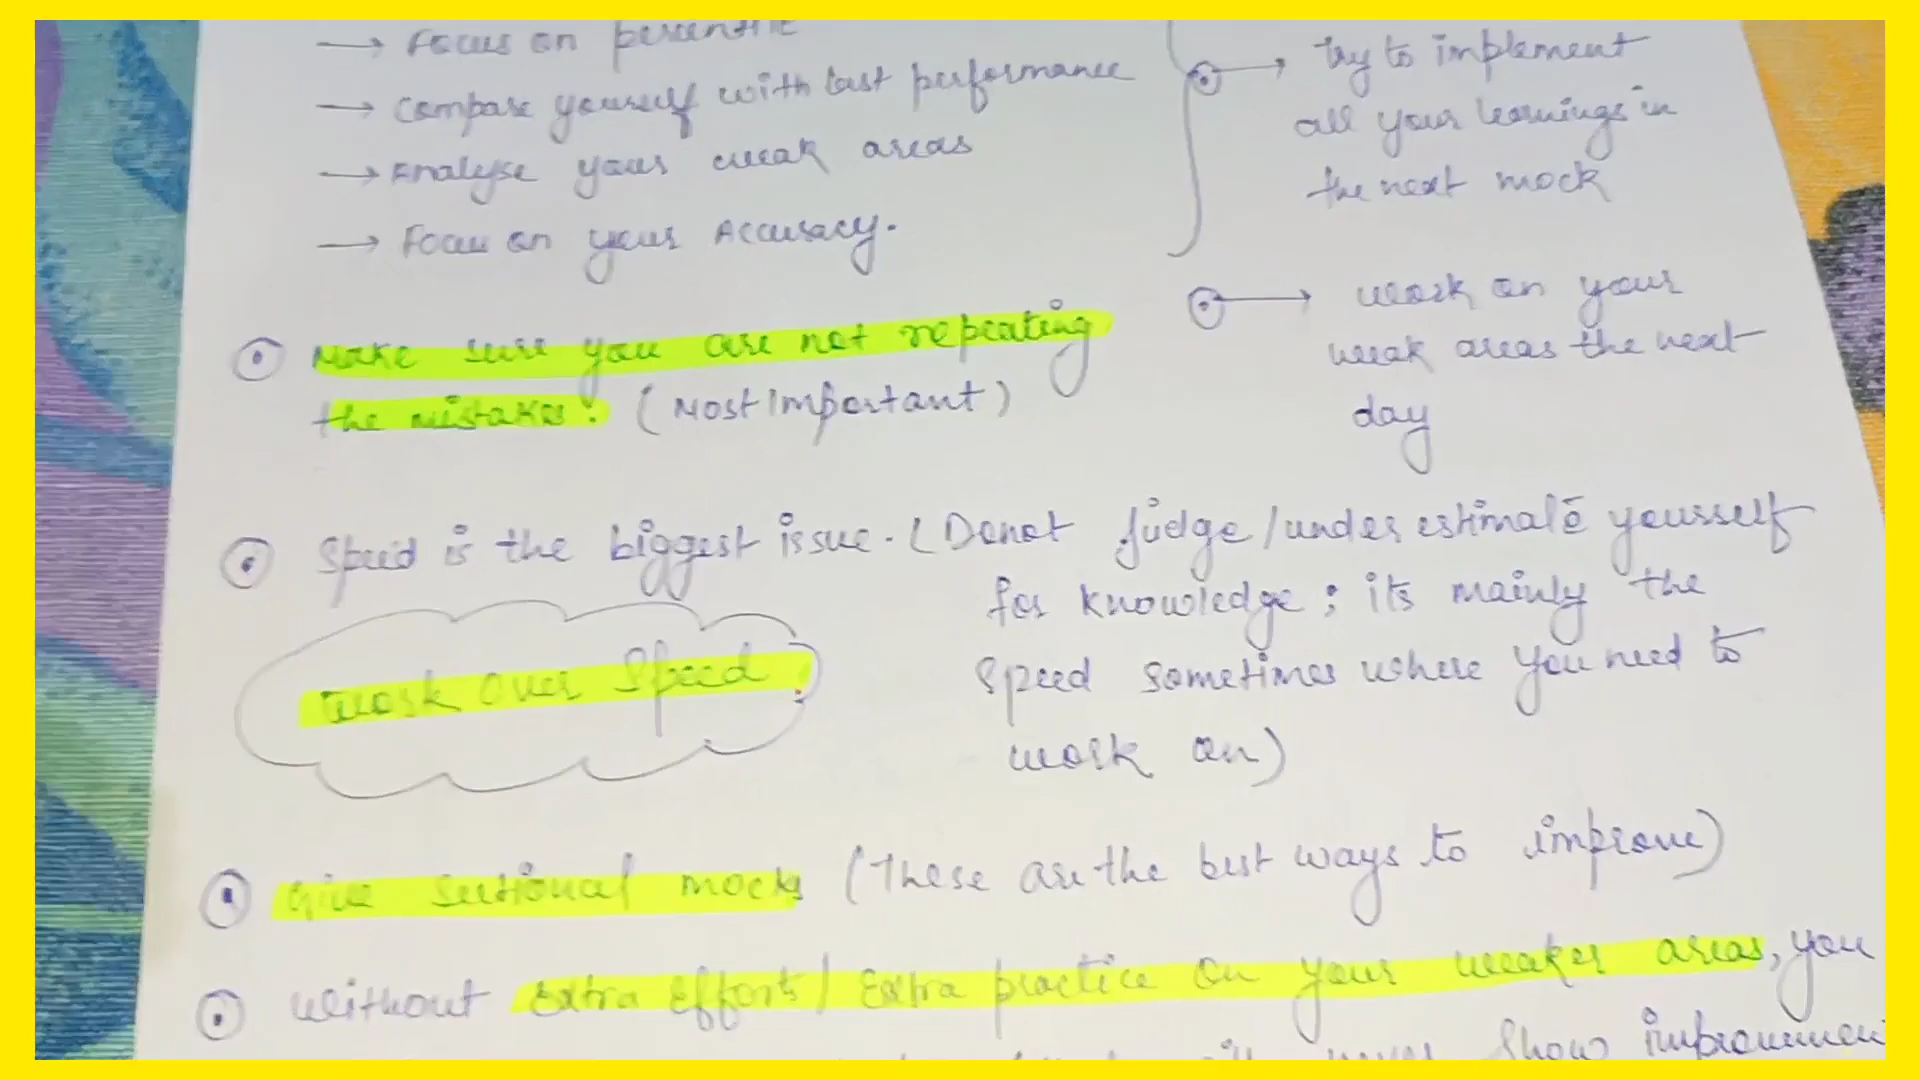 → Focus on percentile
→ compare yourself with last performance
→ Analyse your weak areas
→ Focus on your Accuracy.
→ Try to implement
all your learnings in
the next mock
→ work on your
weak areas the next
day
Make sure you are not repeating
the mistakes. (Most Important)
Speed is the biggest issue. (Donot judge/underestimate yourself
for knowledge; its mainly the
speed sometimes where you need to
work on)
Work Over Speed!
Give sectional mocks (These are the best ways to improve)
Without Extra Efforts/ Extra practice on your weaker areas, you
never show improvemen